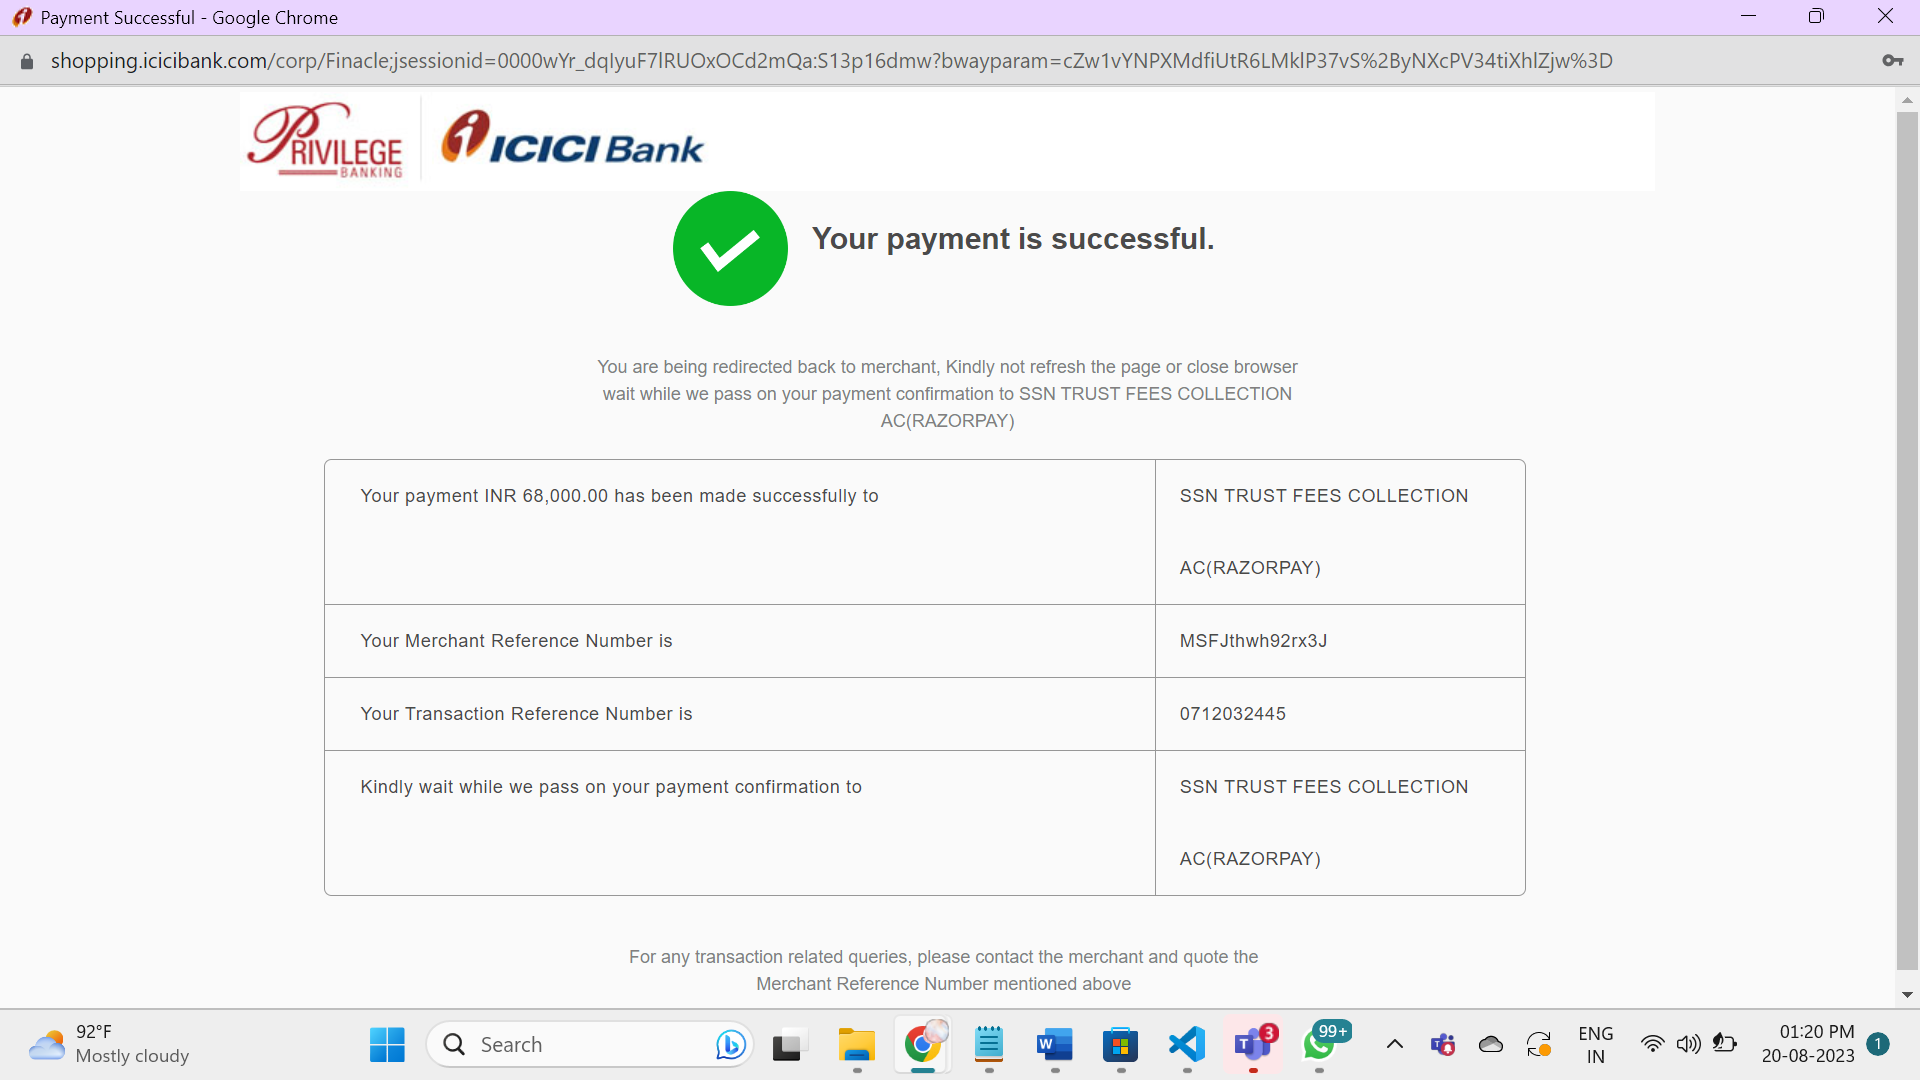 Payment Successful - Google Chrome
shopping.icicibank.com/corp/Finacle;jsessionid=0000wYr_dqIyuF7lRUOxOCd2mQa:S13p16dmw?bwayparam=cZw1vYNPXMdfiUtR6LMklP37vS%2ByNXcPV34tiXhlZjw%3D
PRIVILEGE
BANKING
ICICI Bank
Your payment is successful.
You are being redirected back to merchant, Kindly not refresh the page or close browser
wait while we pass on your payment confirmation to SSN TRUST FEES COLLECTION
AC(RAZORPAY)
Your payment INR 68,000.00 has been made successfully to
SSN TRUST FEES COLLECTION
AC(RAZORPAY)
Your Merchant Reference Number is
MSFJthwh92rx3J
Your Transaction Reference Number is
0712032445
Kindly wait while we pass on your payment confirmation to
SSN TRUST FEES COLLECTION
AC(RAZORPAY)
For any transaction related queries, please contact the merchant and quote the
Merchant Reference Number mentioned above
92°F
Mostly cloudy
Search
W
T
3
99+
ENG
IN
01:20 PM
20-08-2023
1